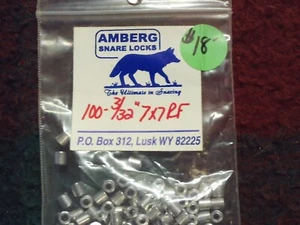 AMBERG
SNARE LOCKS
$18
The Ultimate in Snaring
100-3/32" 7x7 RF
P.O. Box 312, Lusk WY 82225